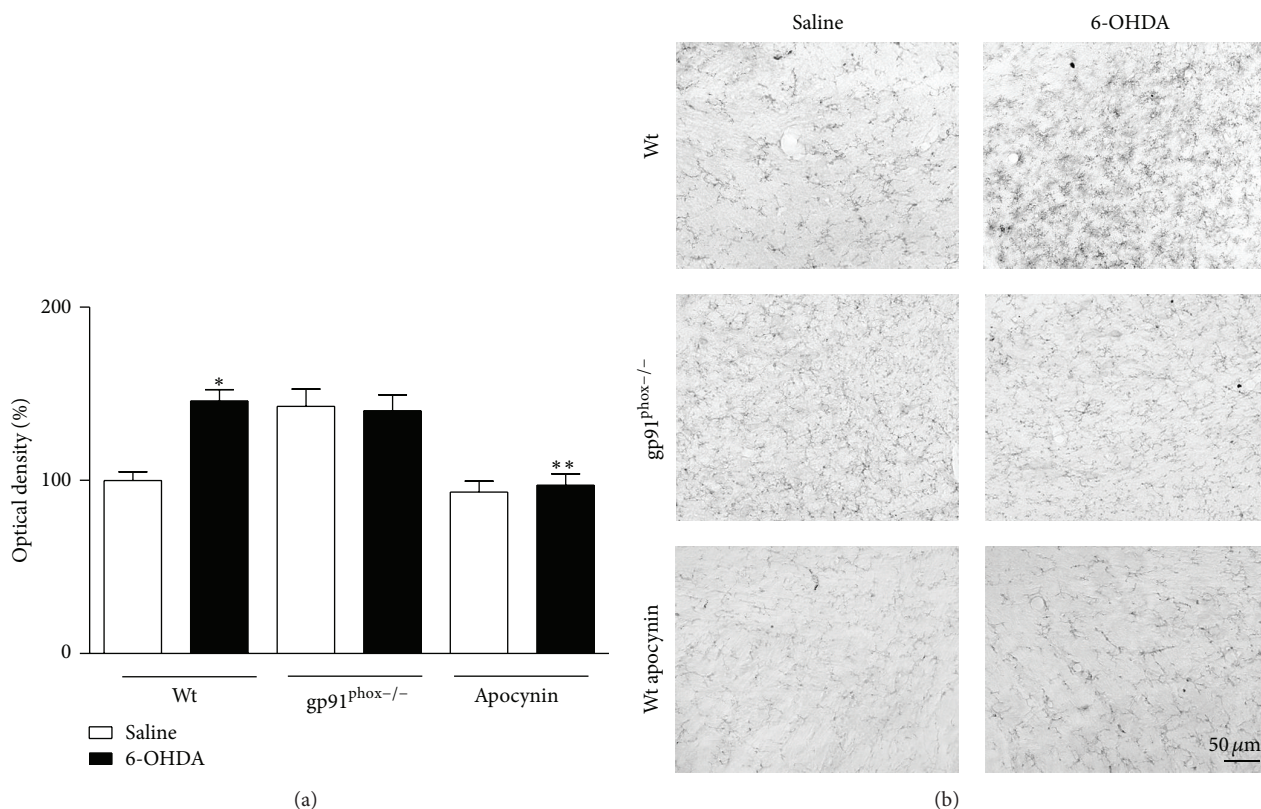 200
100
0
Optical density (%)
*
**
Wt
gp91phox−/−
Apocynin
Saline
6-OHDA
(a)
Saline
6-OHDA
Wt
gp91phox−/−
Wt apocynin
50 μm
(b)